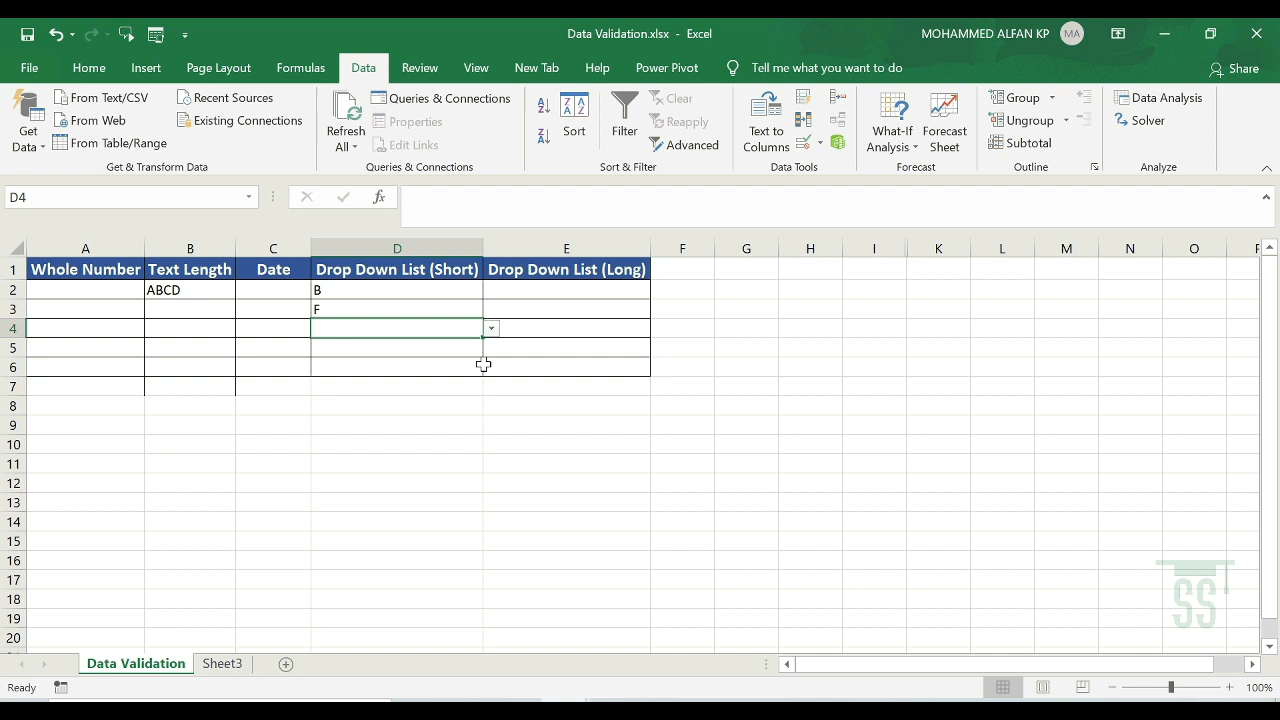 Data Validation.xlsx - Excel
MOHAMMED ALFAN KP
MA
File Home Insert Page Layout Formulas Data Review View New Tab Help Power Pivot Tell me what you want to do Share
Get Data
From Text/CSV
From Web
From Table/Range
Recent Sources
Existing Connections
Get & Transform Data
Refresh All
Queries & Connections
Properties
Edit Links
Queries & Connections
A Z
Z A
Z A A Z
Sort
Filter
Clear
Reapply
Advanced
Sort & Filter
Text to Columns
Data Tools
What-If Analysis
Forecast Sheet
Forecast
Group
Ungroup
Subtotal
Outline
Data Analysis
Solver
Analyze
D4
fx
A B C D E F G H I J K L M N O P
1 Whole Number Text Length Date Drop Down List (Short) Drop Down List (Long)
2 ABCD B
3 F
4
5
6
7
8
9
10
11
12
13
14
15
16
17
18
19
20
SS
Data Validation Sheet3
Ready
100%